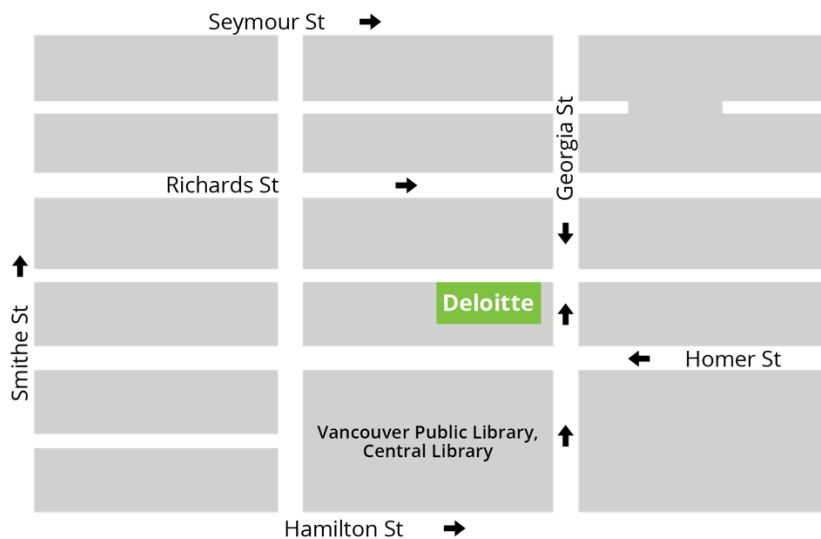 Seymour St
Georgia St
Richards St
Deloitte
Smithe St
Homer St
Vancouver Public Library,
Central Library
Hamilton St